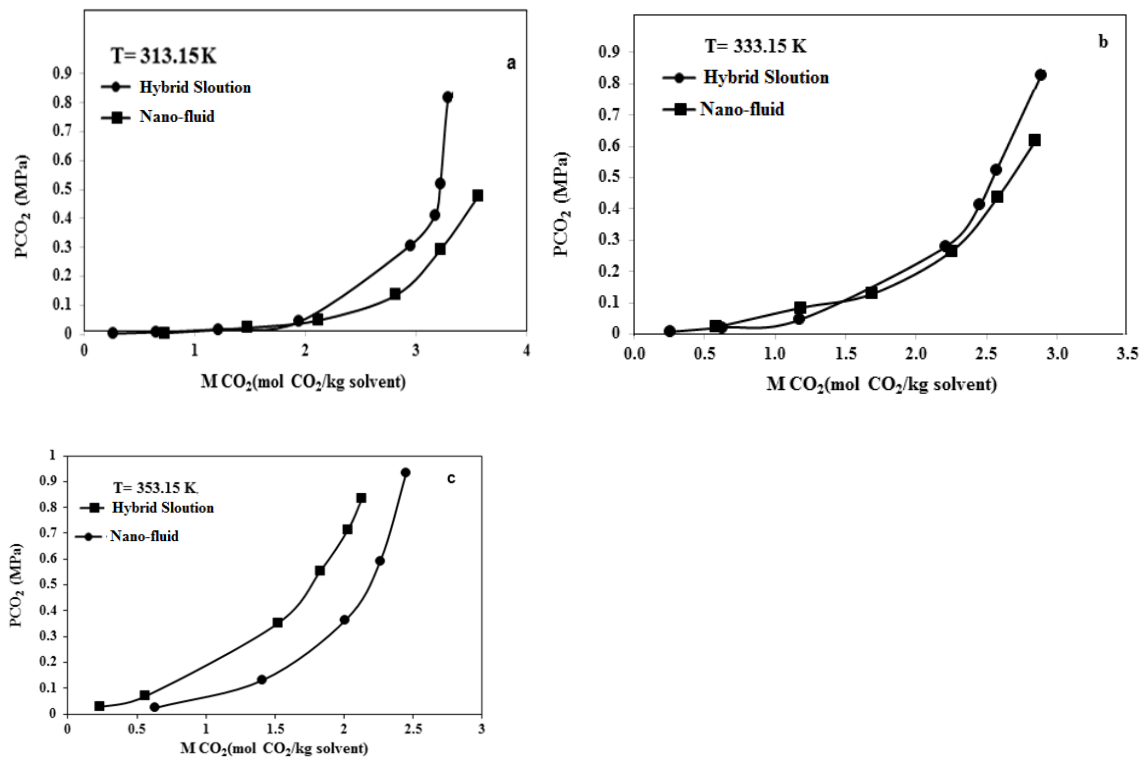 a
T= 313.15K
Hybrid Sloution
Nano-fluid
0.9
0.8
0.7
0.6
0.5
0.4
0.3
0.2
0.1
0
PCO2 (MPa)
0 1 2 3 4
M CO2(mol CO2/kg solvent)
b
T= 333.15 K
Hybrid Sloution
Nano-fluid
0.9
0.8
0.7
0.6
0.5
0.4
0.3
0.2
0.1
0
PCO2 (MPa)
0.0 0.5 1.0 1.5 2.0 2.5 3.0 3.5
M CO2(mol CO2/kg solvent)
c
T= 353.15 K
Hybrid Sloution
Nano-fluid
1
0.9
0.8
0.7
0.6
0.5
0.4
0.3
0.2
0.1
0
PCO2 (MPa)
0 0.5 1 1.5 2 2.5 3
M CO2(mol CO2/kg solvent)